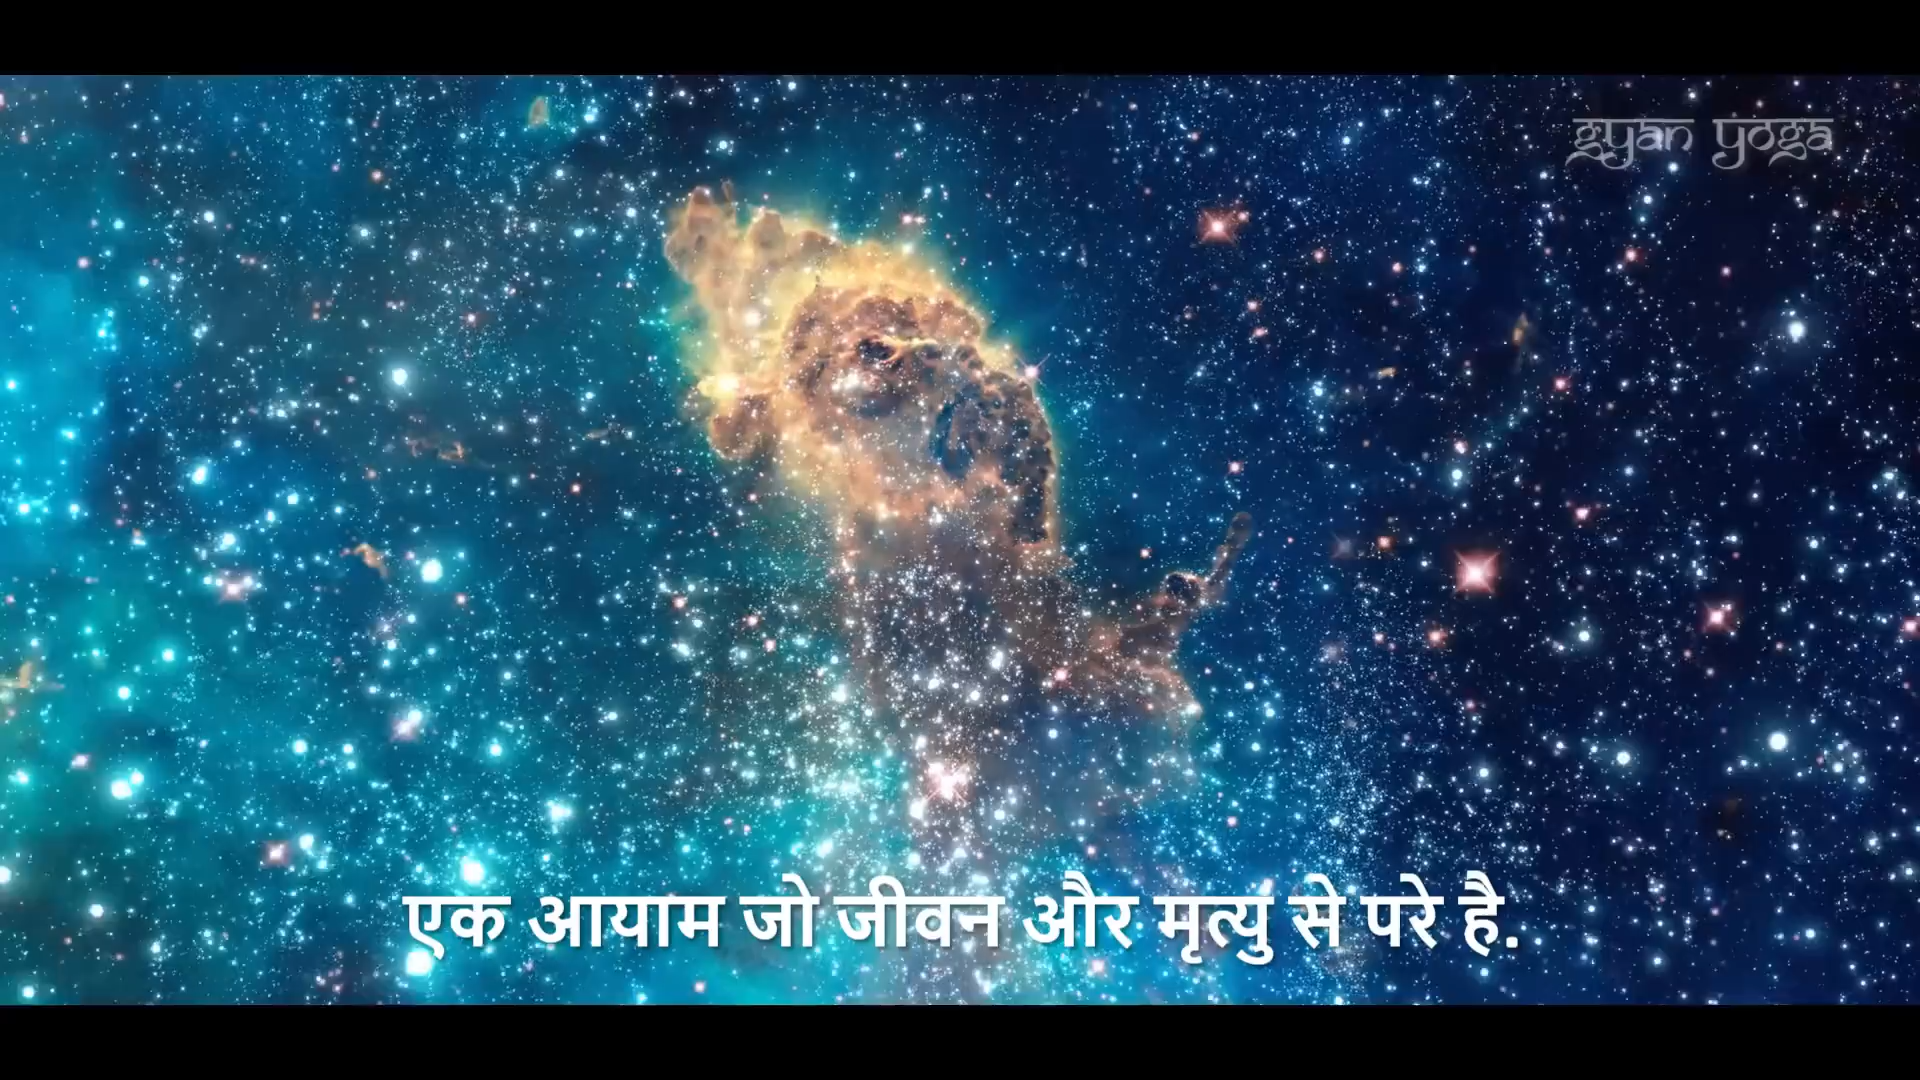 gyan yoga
एक आयाम जो जीवन और मृत्यु से परे है.